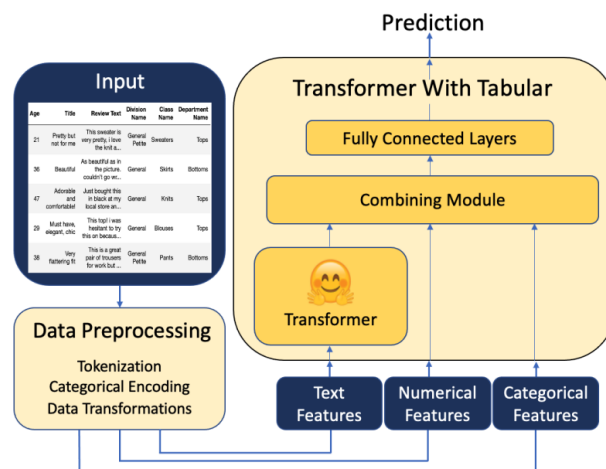 Prediction
Input
Age Title Review Text Division Name Class Name Department Name
21 Pretty but not for me This sweater is very pretty, i love the knit a... General Petite Sweaters Tops
36 Beautiful As beautiful as in the picture. couldn't go wr... General Skirts Bottoms
47 Adorable and comfortable! Just bought this in black at my local store an... General Knits Tops
29 Must have, elegant, chic This top! i was hesitant to try this on becaus... General Blouses Tops
38 Very flattering fit This is a great pair of trousers for work but ... General Petite Pants Bottoms
Data Preprocessing
Tokenization
Categorical Encoding
Data Transformations
Transformer With Tabular
Fully Connected Layers
Combining Module
Transformer
Text
Features
Numerical
Features
Categorical
Features